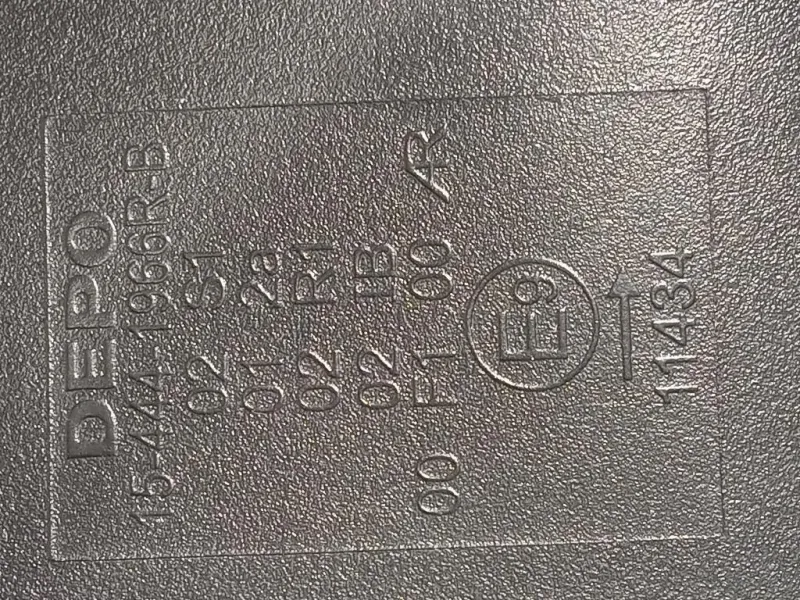 DEPO
15-444-1966R-B
02 S1
01 2a
02 R1
02 IB
00 F1 00 AR
E9
11434